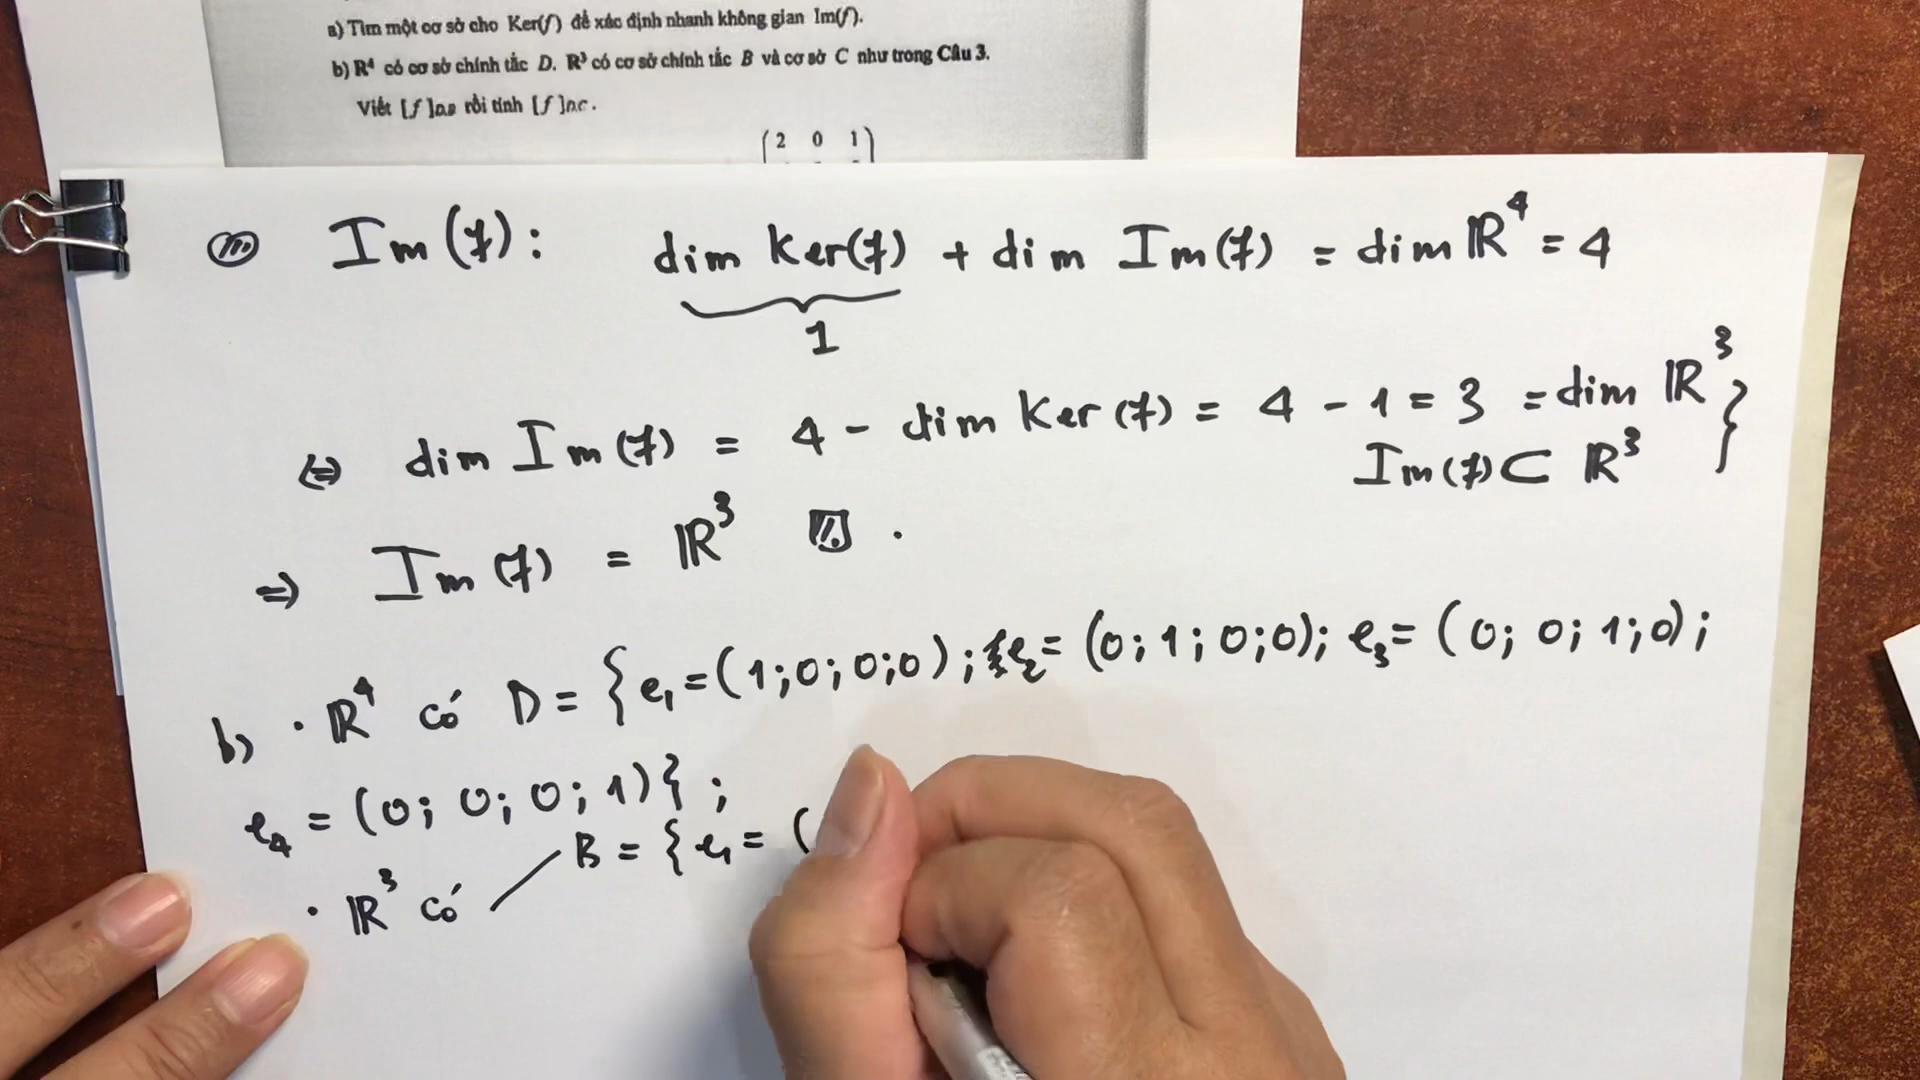 a) Tìm một cơ sở cho Ker(f) để xác định nhanh không gian Im(f).
b) R⁴ có cơ sở chính tắc D. R³ có cơ sở chính tắc B và cơ sở C như trong Câu 3.
Viết [f]D,B rồi tính [f]D,C.
(2 0 1)
Im(f): dim Ker(f) + dim Im(f) = dim ℝ⁴ = 4
1
⇔ dim Im(f) = 4 - dim Ker(f) = 4 - 1 = 3 = dim ℝ³ }
Im(f) ⊂ ℝ³
⇒ Im(f) = ℝ³ .
b) · ℝ⁴ có D = {e₁=(1;0;0;0); e₂=(0;1;0;0); e₃=(0;0;1;0);
e₄ = (0;0;0;1)};
· ℝ³ có B = {e₁ = (